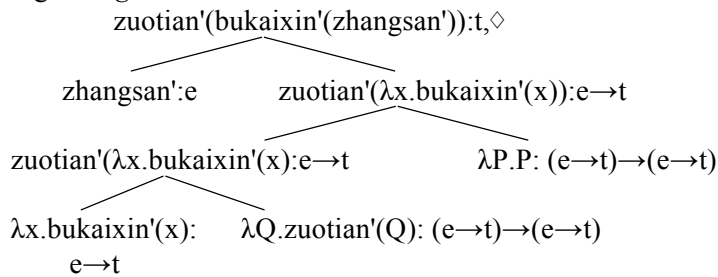 zuotian'(bukaixin'(zhangsan')):t,◇
zhangsan':e zuotian'(λx.bukaixin'(x)):e→t
zuotian'(λx.bukaixin'(x):e→t λP.P: (e→t)→(e→t)
λx.bukaixin'(x): λQ.zuotian'(Q): (e→t)→(e→t)
e→t